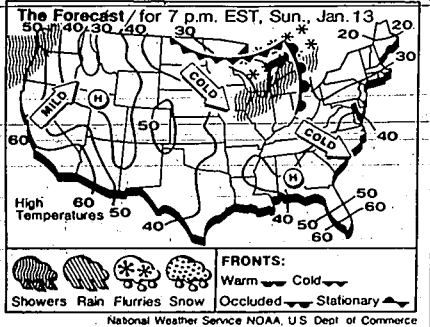 The Forecast/for 7 p.m. EST, Sun., Jan. 13
50 40 30 40 30 20 20
30
COLD
MILD
H
50
COLD
60
40
H
High
Temperatures
60 50 40 40 50
50 60
60
FRONTS:
Warm Cold
Showers Rain Flurries Snow
Occluded Stationary
National Weather Service NOAA, U S Dept of Commerce